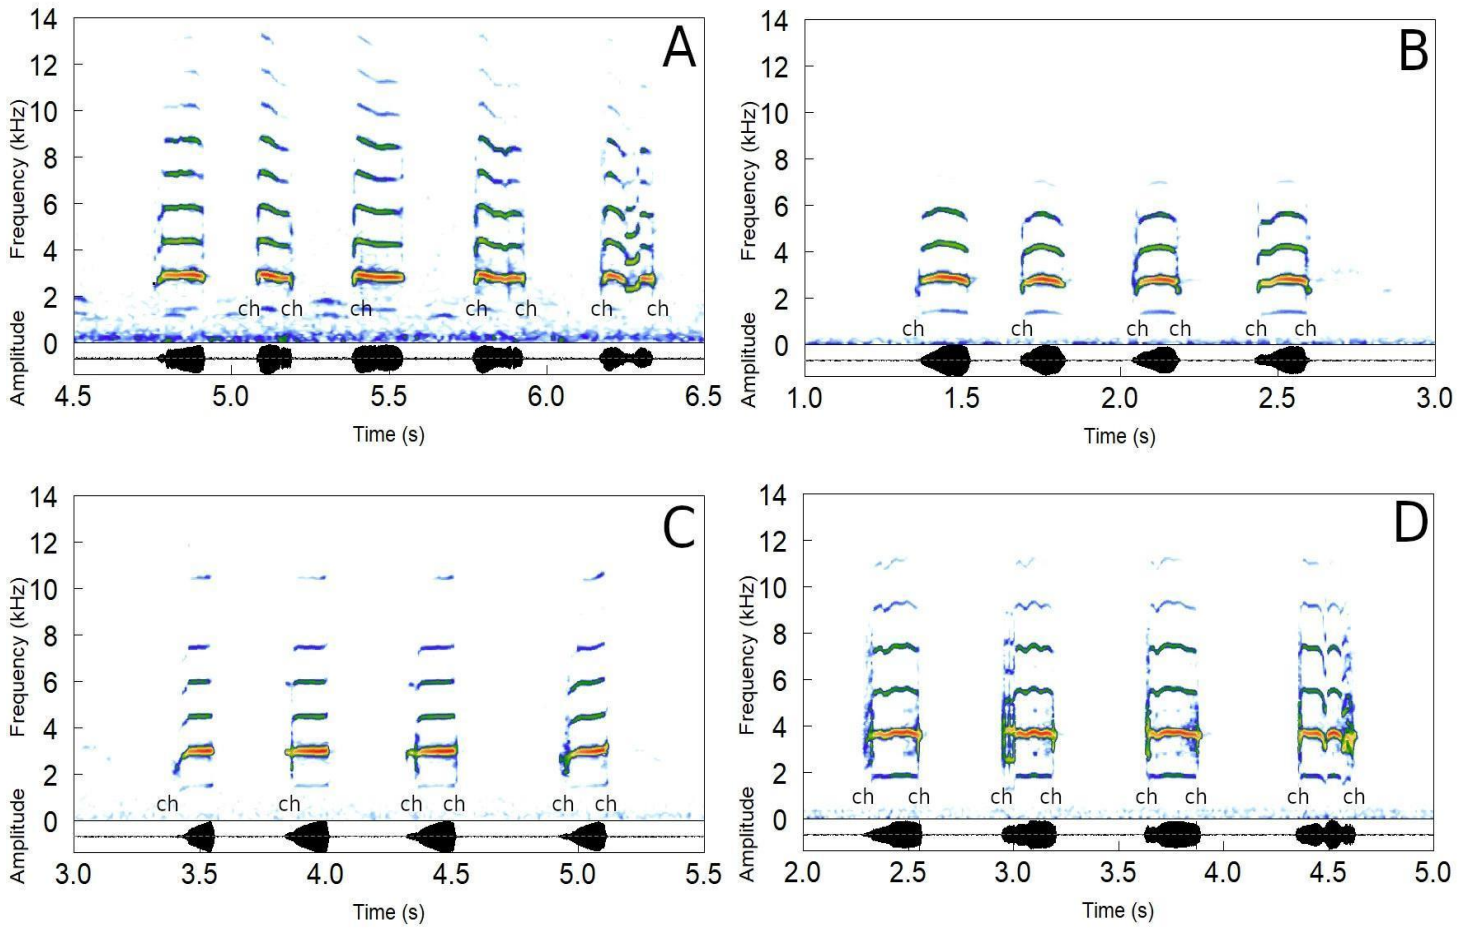 A
14
12
10
8
6
4
2
0
Frequency (kHz)
Amplitude
ch ch ch ch ch ch ch
4.5 5.0 5.5 6.0 6.5
Time (s)
B
14
12
10
8
6
4
2
0
Frequency (kHz)
Amplitude
ch ch ch ch ch ch
1.0 1.5 2.0 2.5 3.0
Time (s)
C
14
12
10
8
6
4
2
0
Frequency (kHz)
Amplitude
ch ch ch ch ch ch
3.0 3.5 4.0 4.5 5.0 5.5
Time (s)
D
14
12
10
8
6
4
2
0
Frequency (kHz)
Amplitude
ch ch ch ch ch ch ch ch
2.0 2.5 3.0 3.5 4.0 4.5 5.0
Time (s)